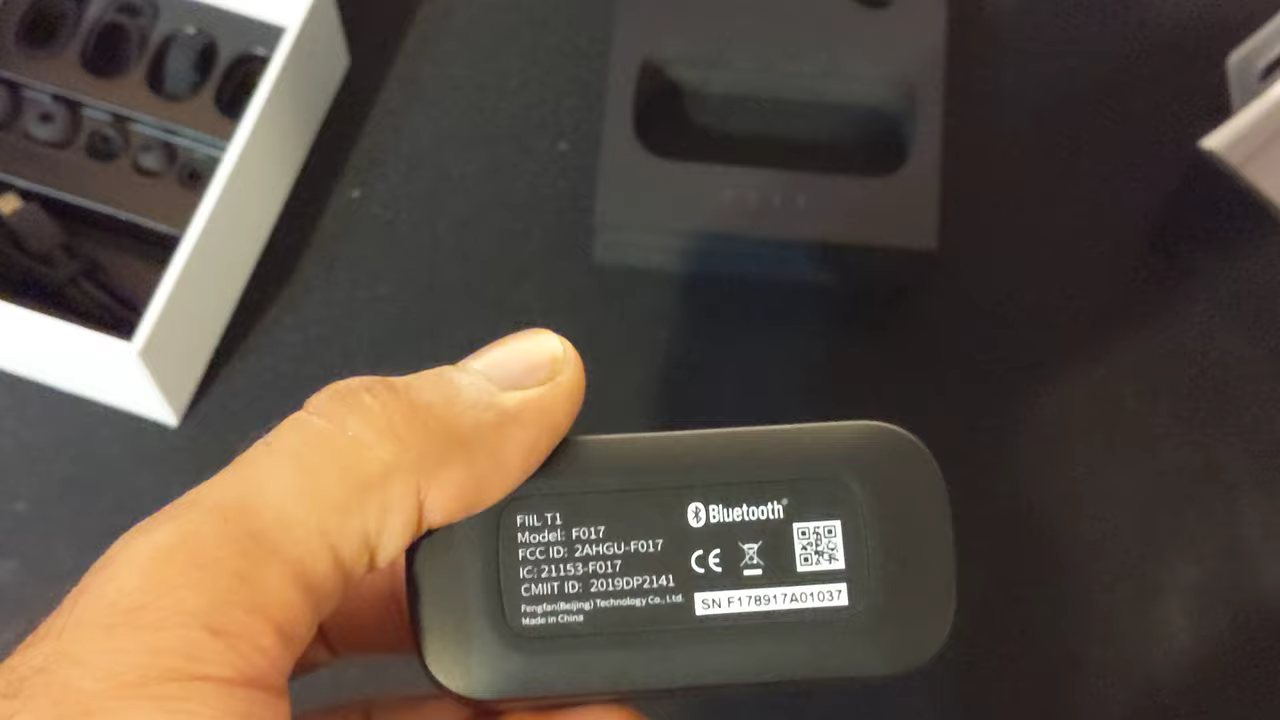 FIIL T1
Model: F017
FCC ID: 2AHGU-F017
IC: 21153-F017
CMIIT ID: 2019DP2141
Fengfan(Beijing) Technology Co., Ltd.
Made in China
Bluetooth®
CE
SN:F178917A01037